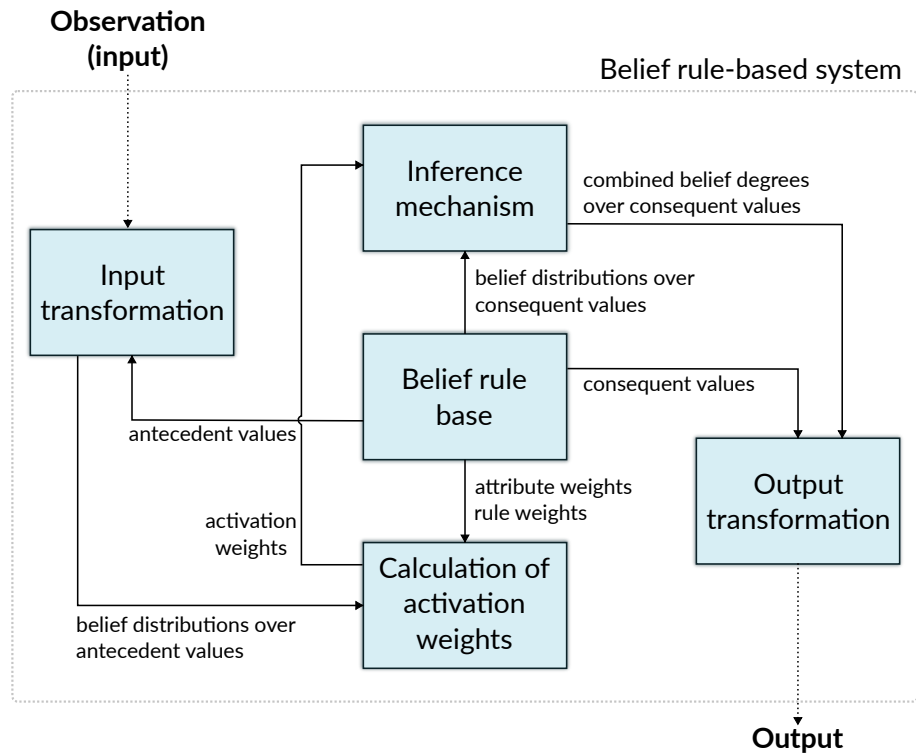 Observation
(input)
Belief rule-based system
Inference
mechanism
combined belief degrees
over consequent values
Input
transformation
belief distributions over
consequent values
Belief rule
base
consequent values
antecedent values
attribute weights
rule weights
Output
transformation
activation
weights
Calculation of
activation
weights
belief distributions over
antecedent values
Output